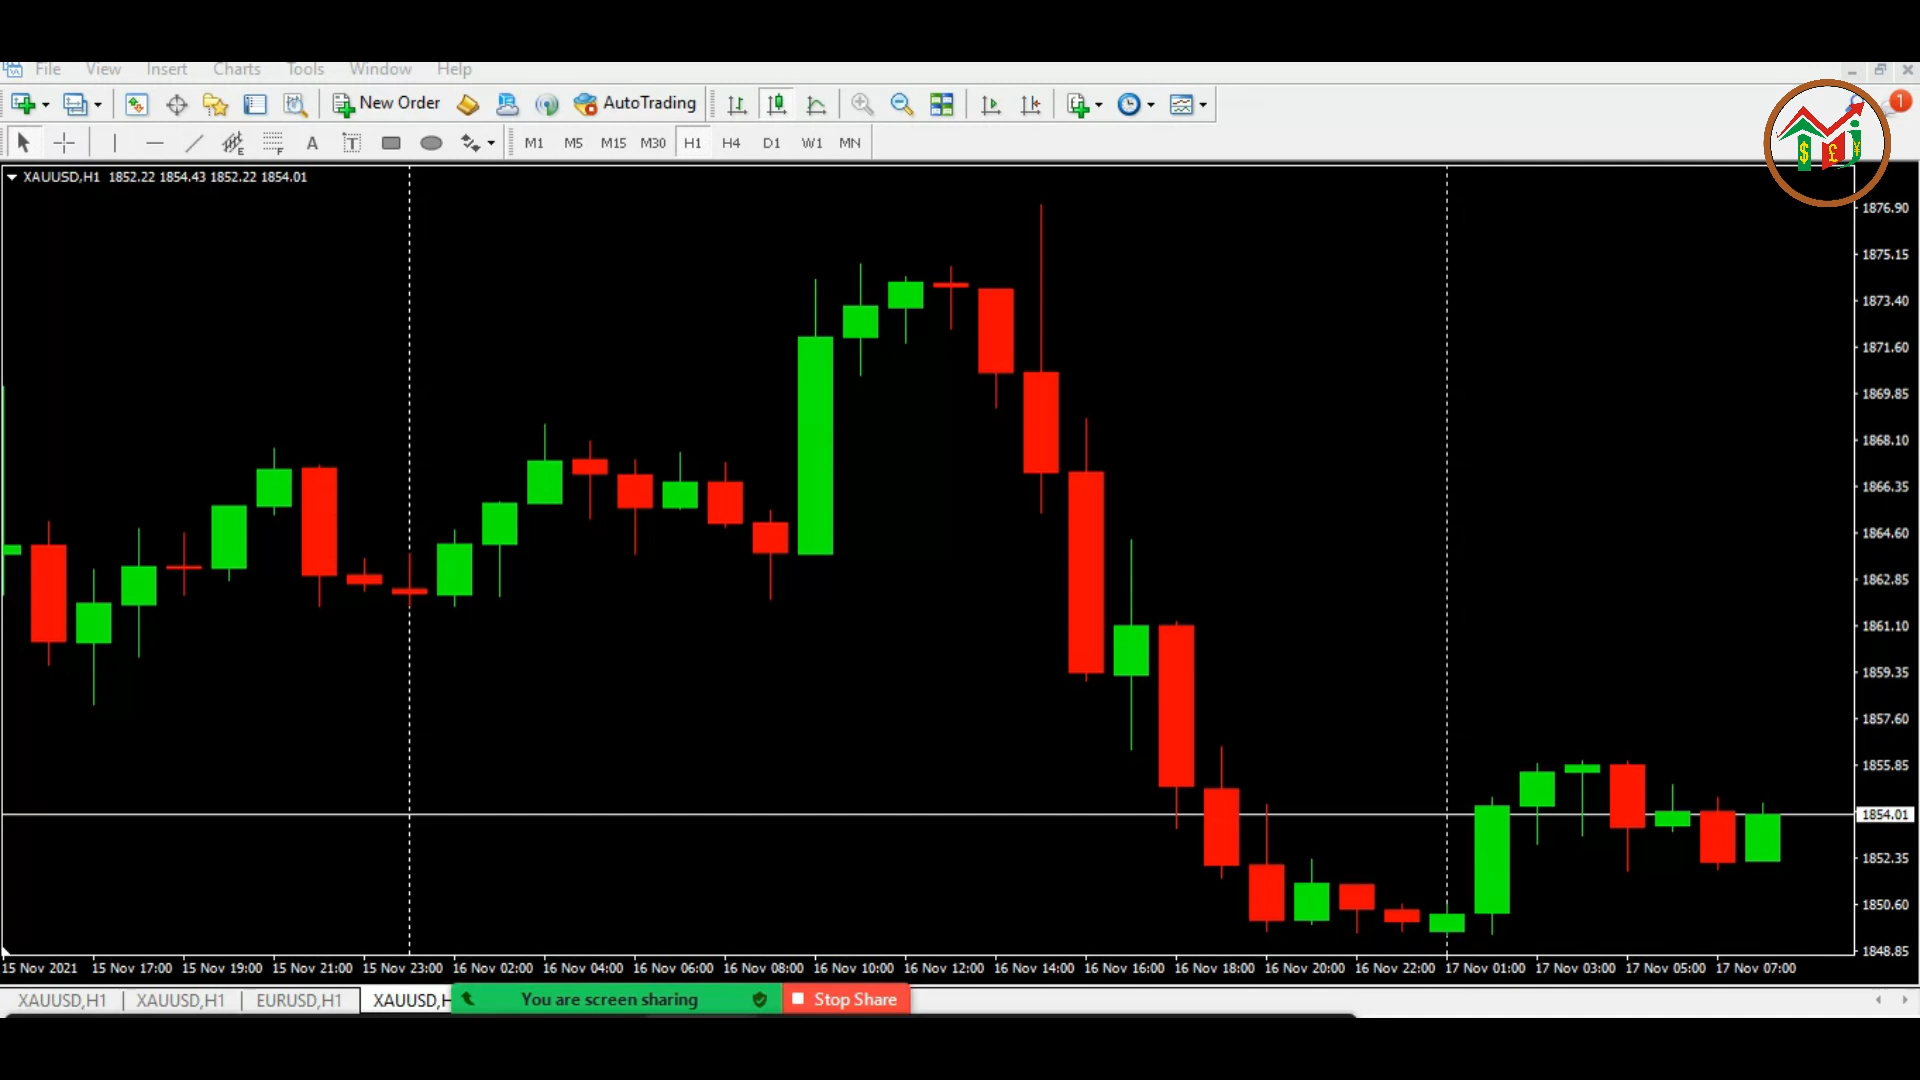 File View Insert Charts Tools Window Help
New Order AutoTrading 1
A T M1 M5 M15 M30 H1 H4 D1 W1 MN
XAUUSD,H1 1852.22 1854.43 1852.22 1854.01
1876.90
1875.15
1873.40
1871.60
1869.85
1868.10
1866.35
1864.60
1862.85
1861.10
1859.35
1857.60
1855.85
1854.01
1852.35
1850.60
1848.85
15 Nov 2021 15 Nov 17:00 15 Nov 19:00 15 Nov 21:00 15 Nov 23:00 16 Nov 02:00 16 Nov 04:00 16 Nov 06:00 16 Nov 08:00 16 Nov 10:00 16 Nov 12:00 16 Nov 14:00 16 Nov 16:00 16 Nov 18:00 16 Nov 20:00 16 Nov 22:00 17 Nov 01:00 17 Nov 03:00 17 Nov 05:00 17 Nov 07:00
XAUUSD,H1 XAUUSD,H1 EURUSD,H1 XAUUSD,H You are screen sharing Stop Share